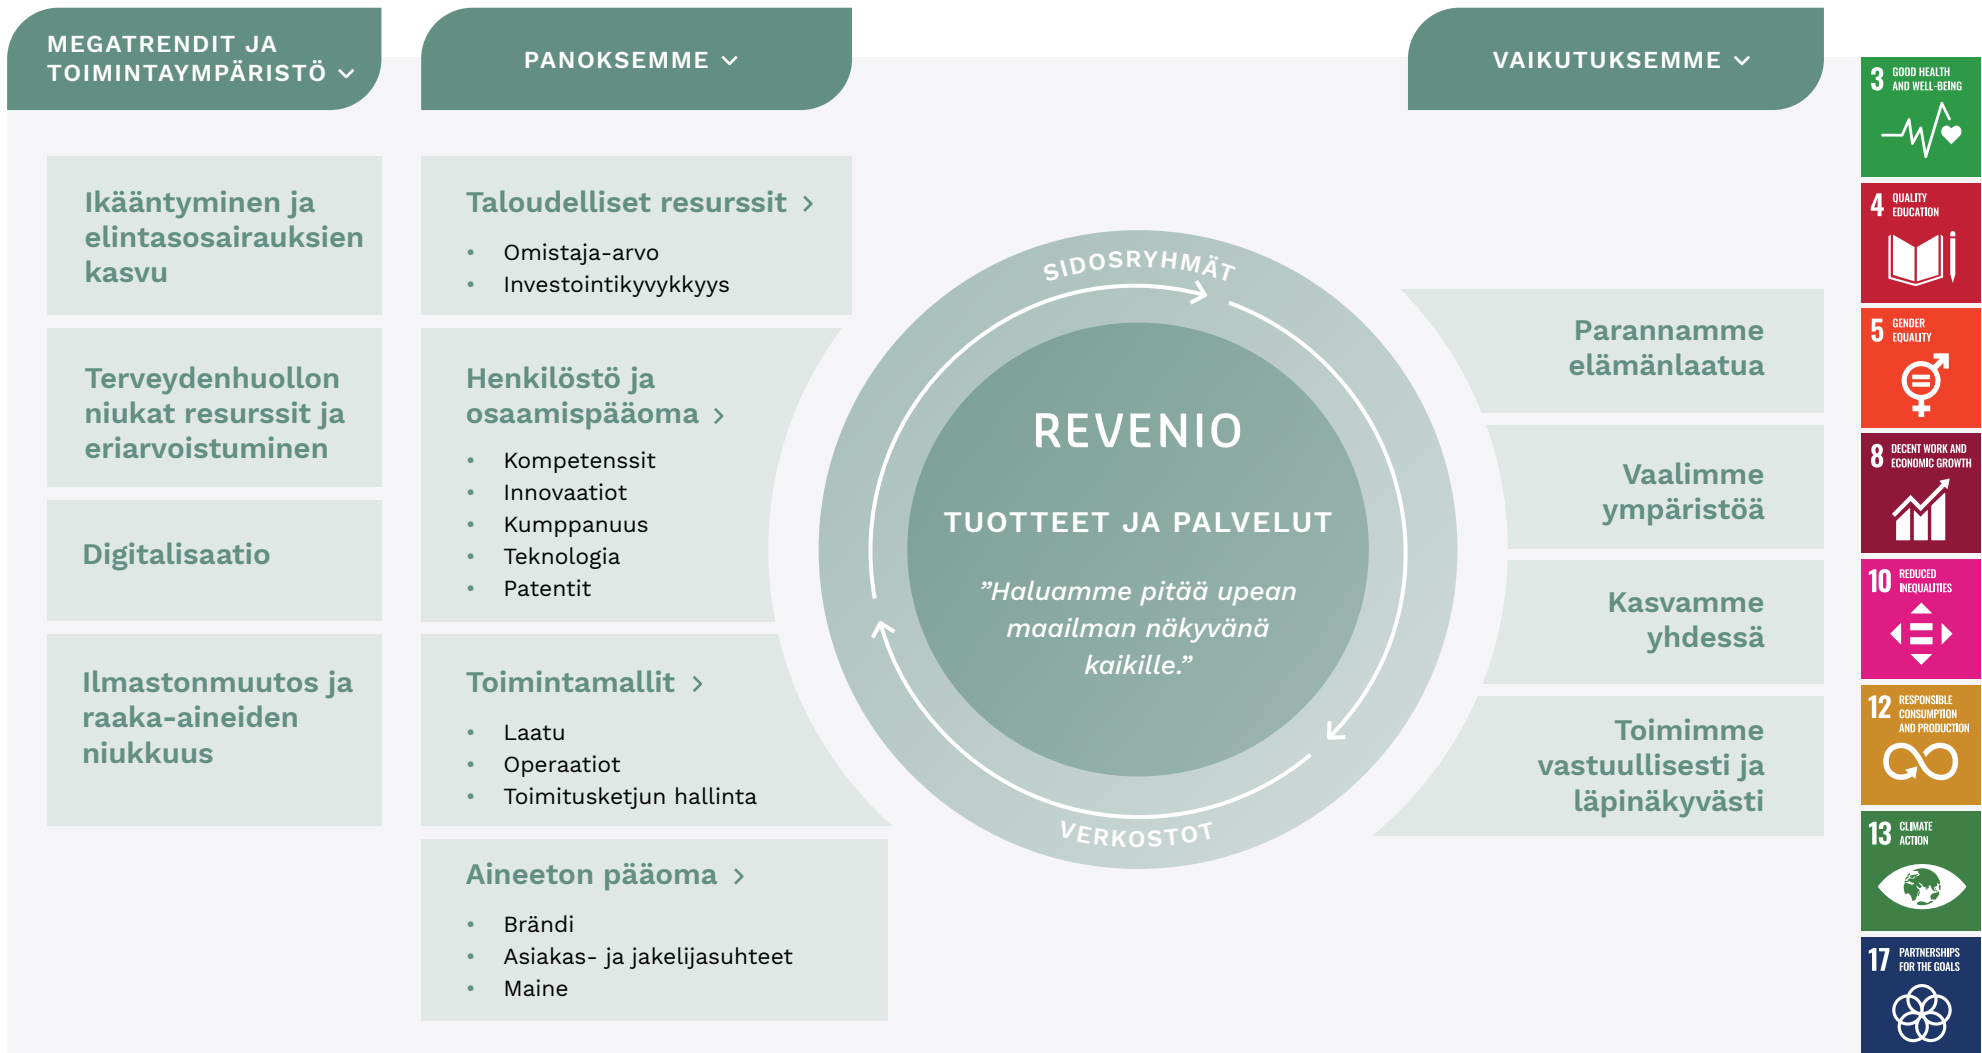 MEGATRENDIT JA
TOIMINTAYMPÄRISTÖ
Ikääntyminen ja
elintasosairauksien
kasvu
Terveydenhuollon
niukat resurssit ja
eriarvoistuminen
Digitalisaatio
Ilmastonmuutos ja
raaka-aineiden
niukkuus
PANOKSEMME
Taloudelliset resurssit >
• Omistaja-arvo
• Investointikyvykkyys
Henkilöstö ja
osaamispääoma >
• Kompetenssit
• Innovaatiot
• Kumppanuus
• Teknologia
• Patentit
Toimintamallit >
• Laatu
• Operaatiot
• Toimitusketjun hallinta
Aineeton pääoma >
• Brändi
• Asiakas- ja jakelijasuhteet
• Maine
SIDOSRYHMÄT
REVENIO
TUOTTEET JA PALVELUT
”Haluamme pitää upean
maailman näkyvänä
kaikille.”
VERKOSTOT
VAIKUTUKSEMME
Parannamme
elämänlaatua
Vaalimme
ympäristöä
Kasvamme
yhdessä
Toimimme
vastuullisesti ja
läpinäkyvästi
3 GOOD HEALTH
AND WELL-BEING
4 QUALITY
EDUCATION
5 GENDER
EQUALITY
8 DECENT WORK AND
ECONOMIC GROWTH
10 REDUCED
INEQUALITIES
12 RESPONSIBLE
CONSUMPTION
AND PRODUCTION
13 CLIMATE
ACTION
17 PARTNERSHIPS
FOR THE GOALS